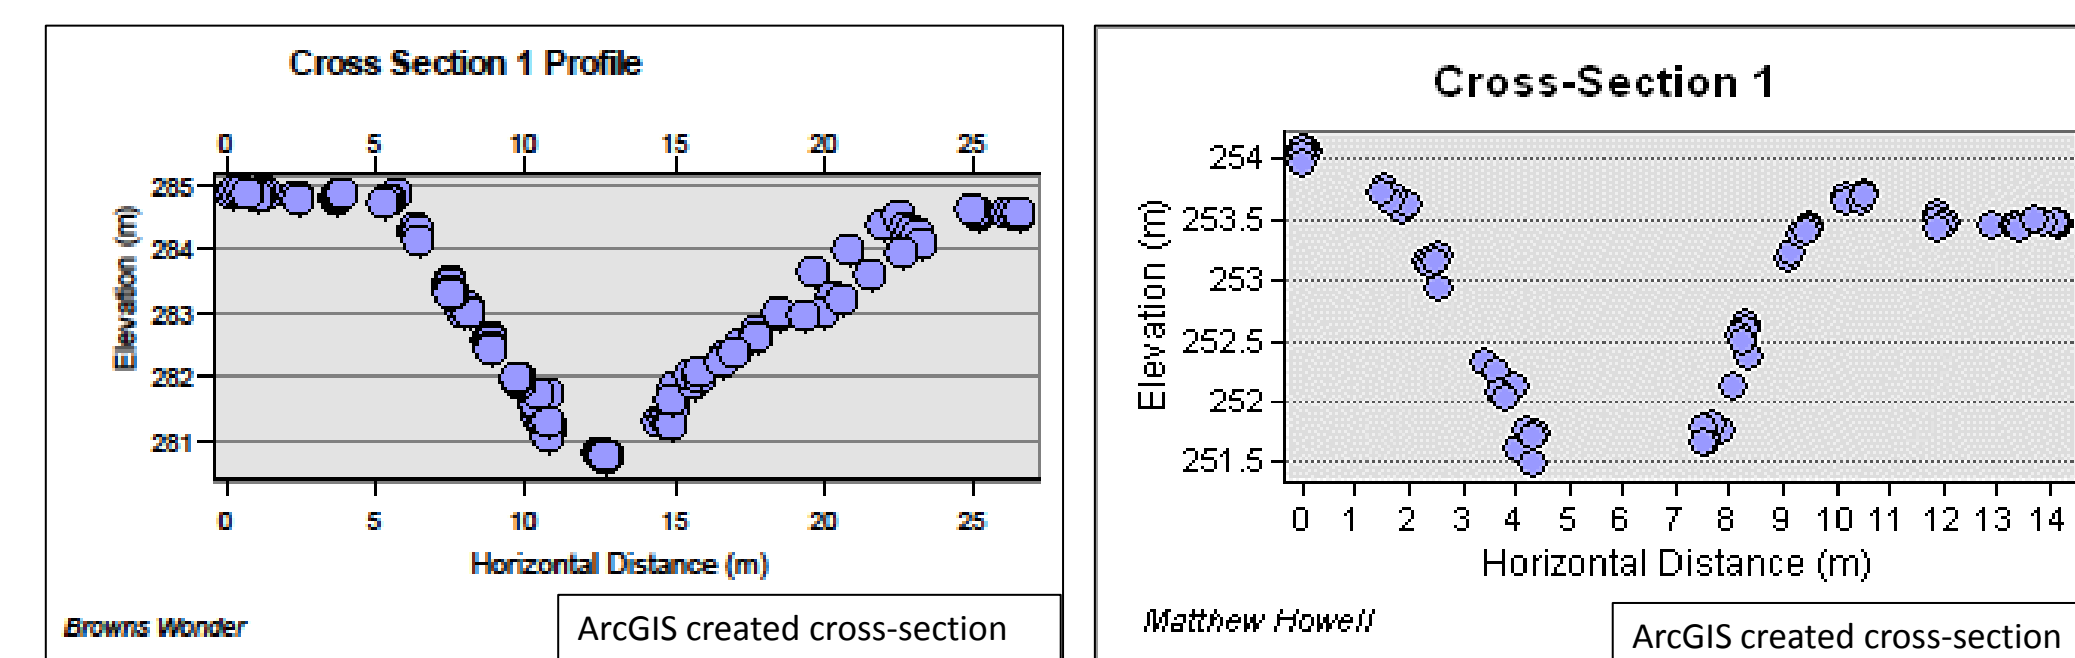 Cross Section 1 Profile
0 5 10 15 20 25
285
284
283
282
281
Elevation (m)
0 5 10 15 20 25
Horizontal Distance (m)
Browns Wonder
ArcGIS created cross-section
Cross-Section 1
254
253.5
253
252.5
252
251.5
Elevation (m)
0 1 2 3 4 5 6 7 8 9 10 11 12 13 14
Horizontal Distance (m)
Matthew Howell
ArcGIS created cross-section